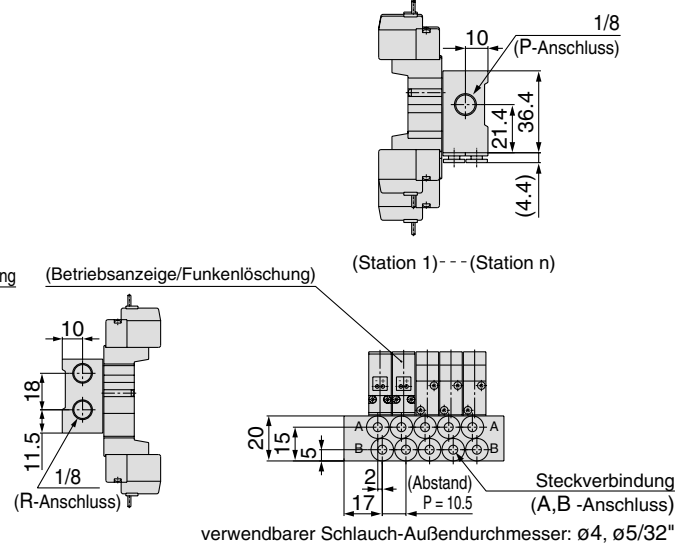 1/8
10
(P-Anschluss)
21.4
36.4
(4.4)
(Station 1)---(Station n)
(Betriebsanzeige/Funkenlöschung)
10
18
11.5
1/8
(R-Anschluss)
20
15
5
A
A
B
B
2
17
(Abstand)
P = 10.5
Steckverbindung
(A,B -Anschluss)
verwendbarer Schlauch-Außendurchmesser: ø4, ø5/32"